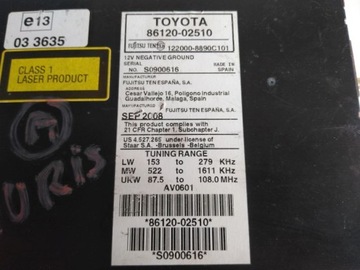 e13
03 3635
CLASS 1
LASER PRODUCT
TOYOTA
86120-02510
FUJITSU TEN 122000-8890C101
12V NEGATIVE GROUND
SERIAL
NO. S0900616
MADE IN
SPAIN
MANUFACTURER
FUJITSU TEN ESPAÑA, S.A.
ADDRESS
Cesar Vallejo 16, Poligono Industrial
Guadalhorce, Malaga, Spain
MANUFACTURED
SEP 2008
This product complies with
21 CFR Chapter 1, Subchapter J.
US 4.527.265 under license of
Staar S.A. -Brussels -Belgium
TUNING RANGE
LW 153 to 279 KHz
MW 522 to 1611 KHz
UKW 87.5 to 108.0 MHz
AV0601
*86120-02510*
*S0900616*
URIS